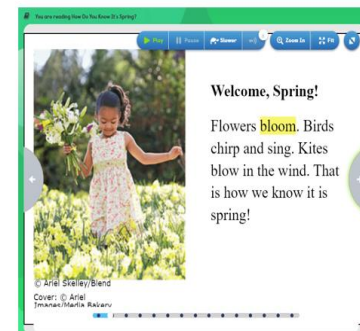 You are reading How Do You Know It's Spring?
Play
Pause
Slower
Zoom In
Fit
Welcome, Spring!
Flowers bloom. Birds
chirp and sing. Kites
blow in the wind. That
is how we know it is
spring!
© Ariel Skelley/Blend
Cover: © Ariel
Images/Media Bakery